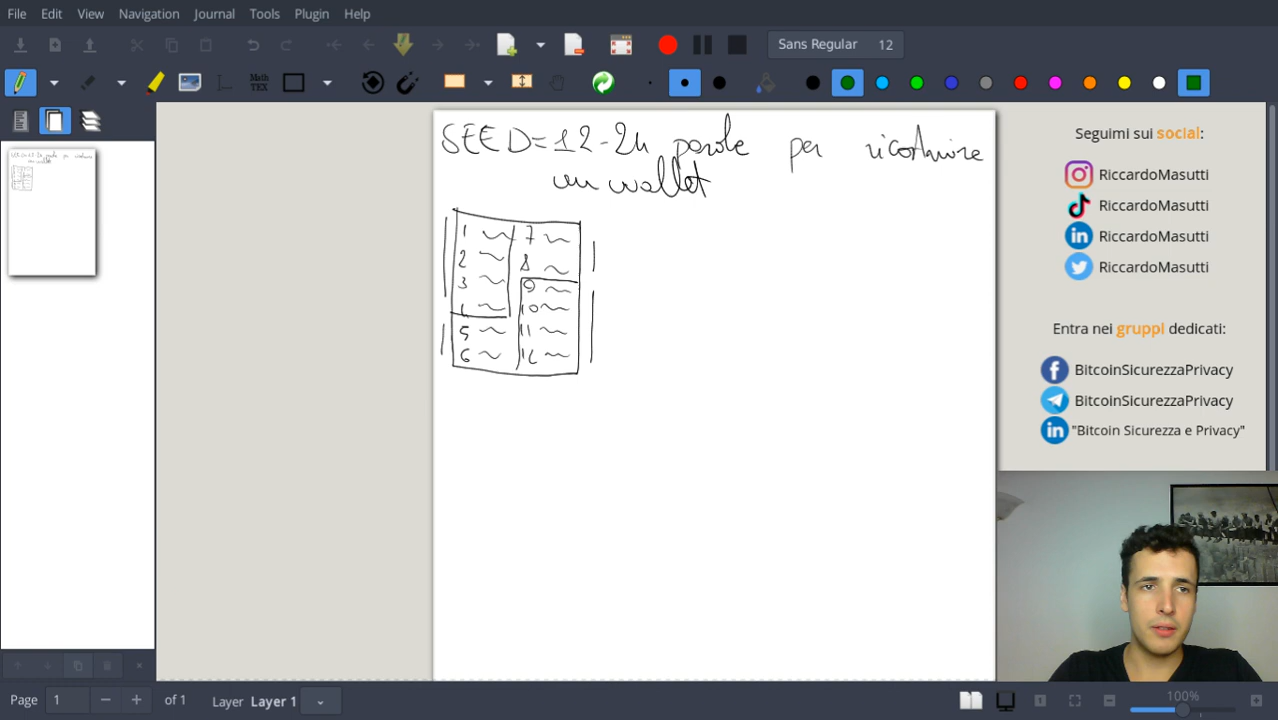 File Edit View Navigation Journal Tools Plugin Help
Sans Regular 12
Math TEX
SEED=12-24 parole per ricostruire
un wallet
1 7
2 8
3 9
4 10
5 11
6 12
Seguimi sui social:
RiccardoMasutti
RiccardoMasutti
RiccardoMasutti
RiccardoMasutti
Entra nei gruppi dedicati:
BitcoinSicurezzaPrivacy
BitcoinSicurezzaPrivacy
"Bitcoin Sicurezza e Privacy"
Page 1 of 1 Layer Layer 1 100%